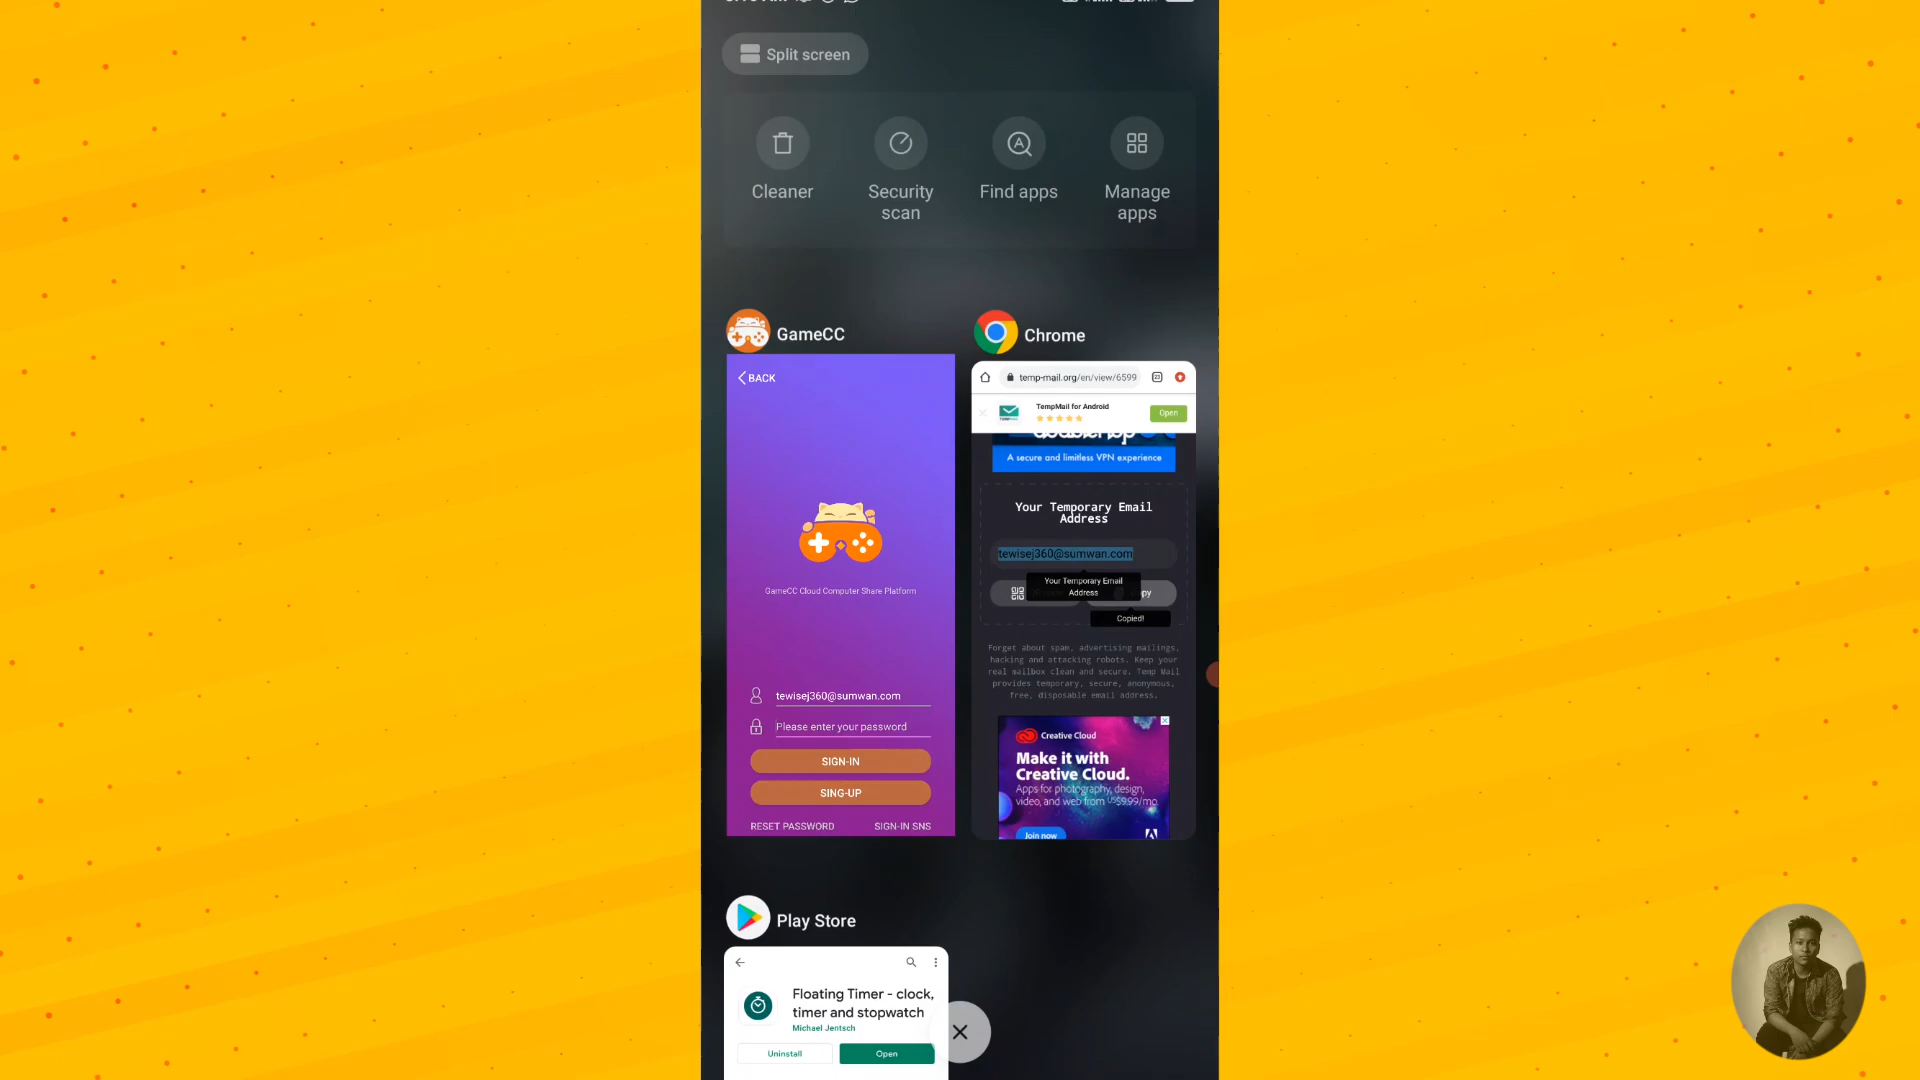 Split screen
Cleaner
Security
scan
Find apps
Manage
apps
GameCC
BACK
GameCC Cloud Computer Share Platform
tewisej360@sumwan.com
Please enter your password
SIGN-IN
SING-UP
RESET PASSWORD
SIGN-IN SNS
Chrome
temp-mail.org/en/view/6599
TempMail for Android
Open
A secure and limitless VPN experience
Your Temporary Email
Address
tewisej360@sumwan.com
Your Temporary Email
Address
Copied!
Forget about spam, advertising mailings,
hacking and attacking robots. Keep your
real mailbox clean and secure. Temp Mail
provides temporary, secure, anonymous,
free, disposable email address.
Creative Cloud
Make it with
Creative Cloud.
Apps for photography, design,
video, and web from US$9.99/mo.
Join now
Play Store
Floating Timer - clock,
timer and stopwatch
Michael Jentsch
Uninstall
Open